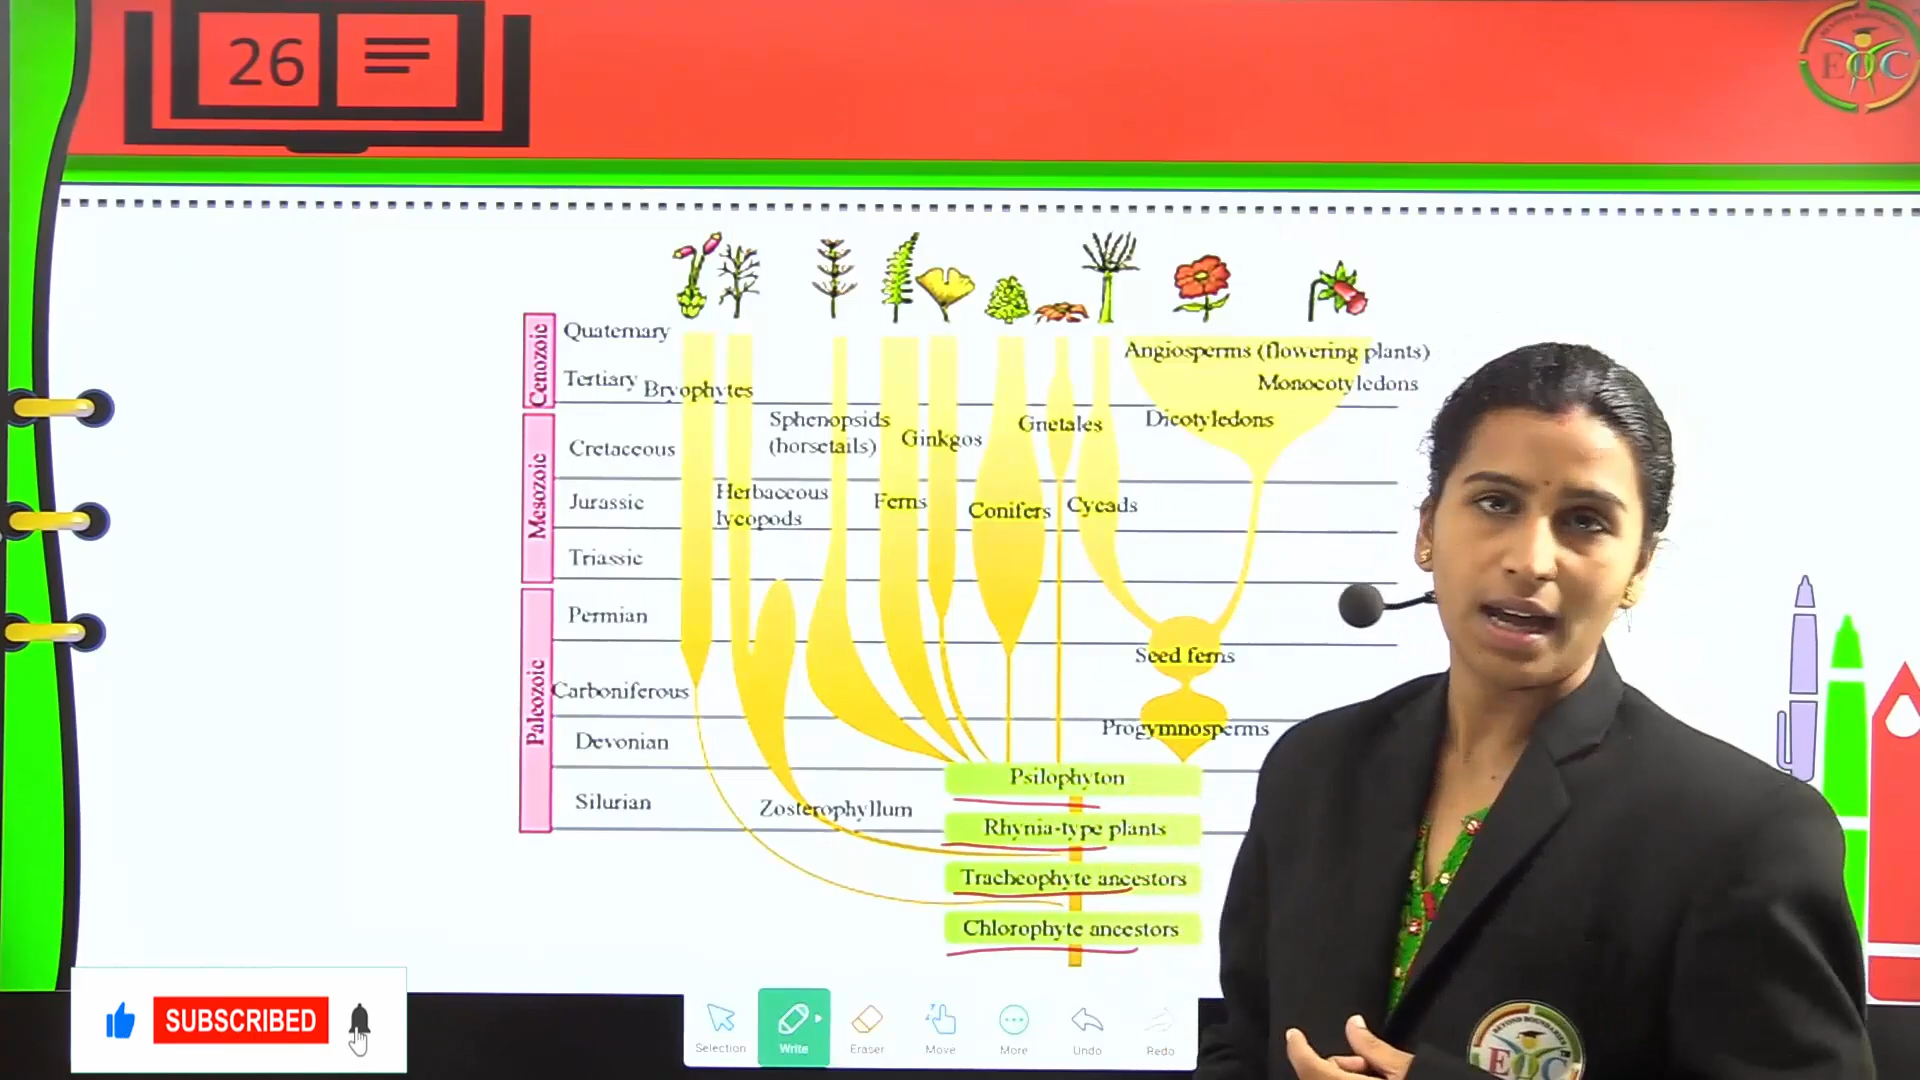 26
EOC
Quaternary
Tertiary
Cretaceous
Jurassic
Triassic
Permian
Carboniferous
Devonian
Silurian
Cenozoic
Mesozoic
Paleozoic
Bryophytes
Sphenopsids
(horsetails)
Herbaceous
lycopods
Ferns
Ginkgos
Conifers
Gnetales
Cycads
Angiosperms (flowering plants)
Monocotyledons
Dicotyledons
Seed ferns
Progymnosperms
Zosterophyllum
Psilophyton
Rhynia-type plants
Tracheophyte ancestors
Chlorophyte ancestors
SUBSCRIBED
Selection
Write
Eraser
Move
More
Undo
Redo